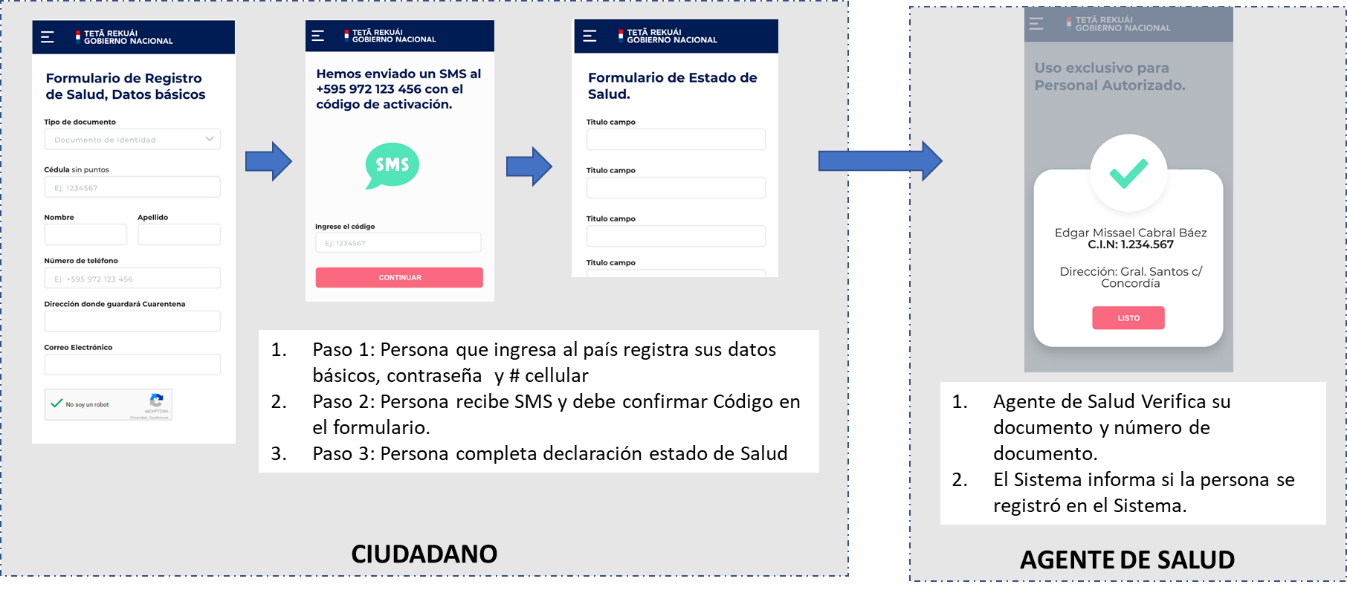 TETÃ REKUÁI
GOBIERNO NACIONAL
Formulario de Registro
de Salud, Datos básicos
Tipo de documento
Documento de Identidad
Cédula sin puntos
Ej: 1234567
Nombre Apellido
Número de teléfono
Ej: +595 972 123 456
Dirección donde guardará Cuarentena
Correo Electrónico
No soy un robot
reCAPTCHA
TETÃ REKUÁI
GOBIERNO NACIONAL
Hemos enviado un SMS al
+595 972 123 456 con el
código de activación.
SMS
Ingrese el código
Ej: 1234567
CONTINUAR
TETÃ REKUÁI
GOBIERNO NACIONAL
Formulario de Estado de
Salud.
Titulo campo
Titulo campo
Titulo campo
Titulo campo
1. Paso 1: Persona que ingresa al país registra sus datos
básicos, contraseña y # cellular
2. Paso 2: Persona recibe SMS y debe confirmar Código en
el formulario.
3. Paso 3: Persona completa declaración estado de Salud
CIUDADANO
TETÃ REKUÁI
GOBIERNO NACIONAL
Uso exclusivo para
Personal Autorizado.
Edgar Missael Cabral Báez
C.I.N: 1.234.567
Dirección: Gral. Santos c/
Concordía
LISTO
1. Agente de Salud Verifica su
documento y número de
documento.
2. El Sistema informa si la persona se
registró en el Sistema.
AGENTE DE SALUD